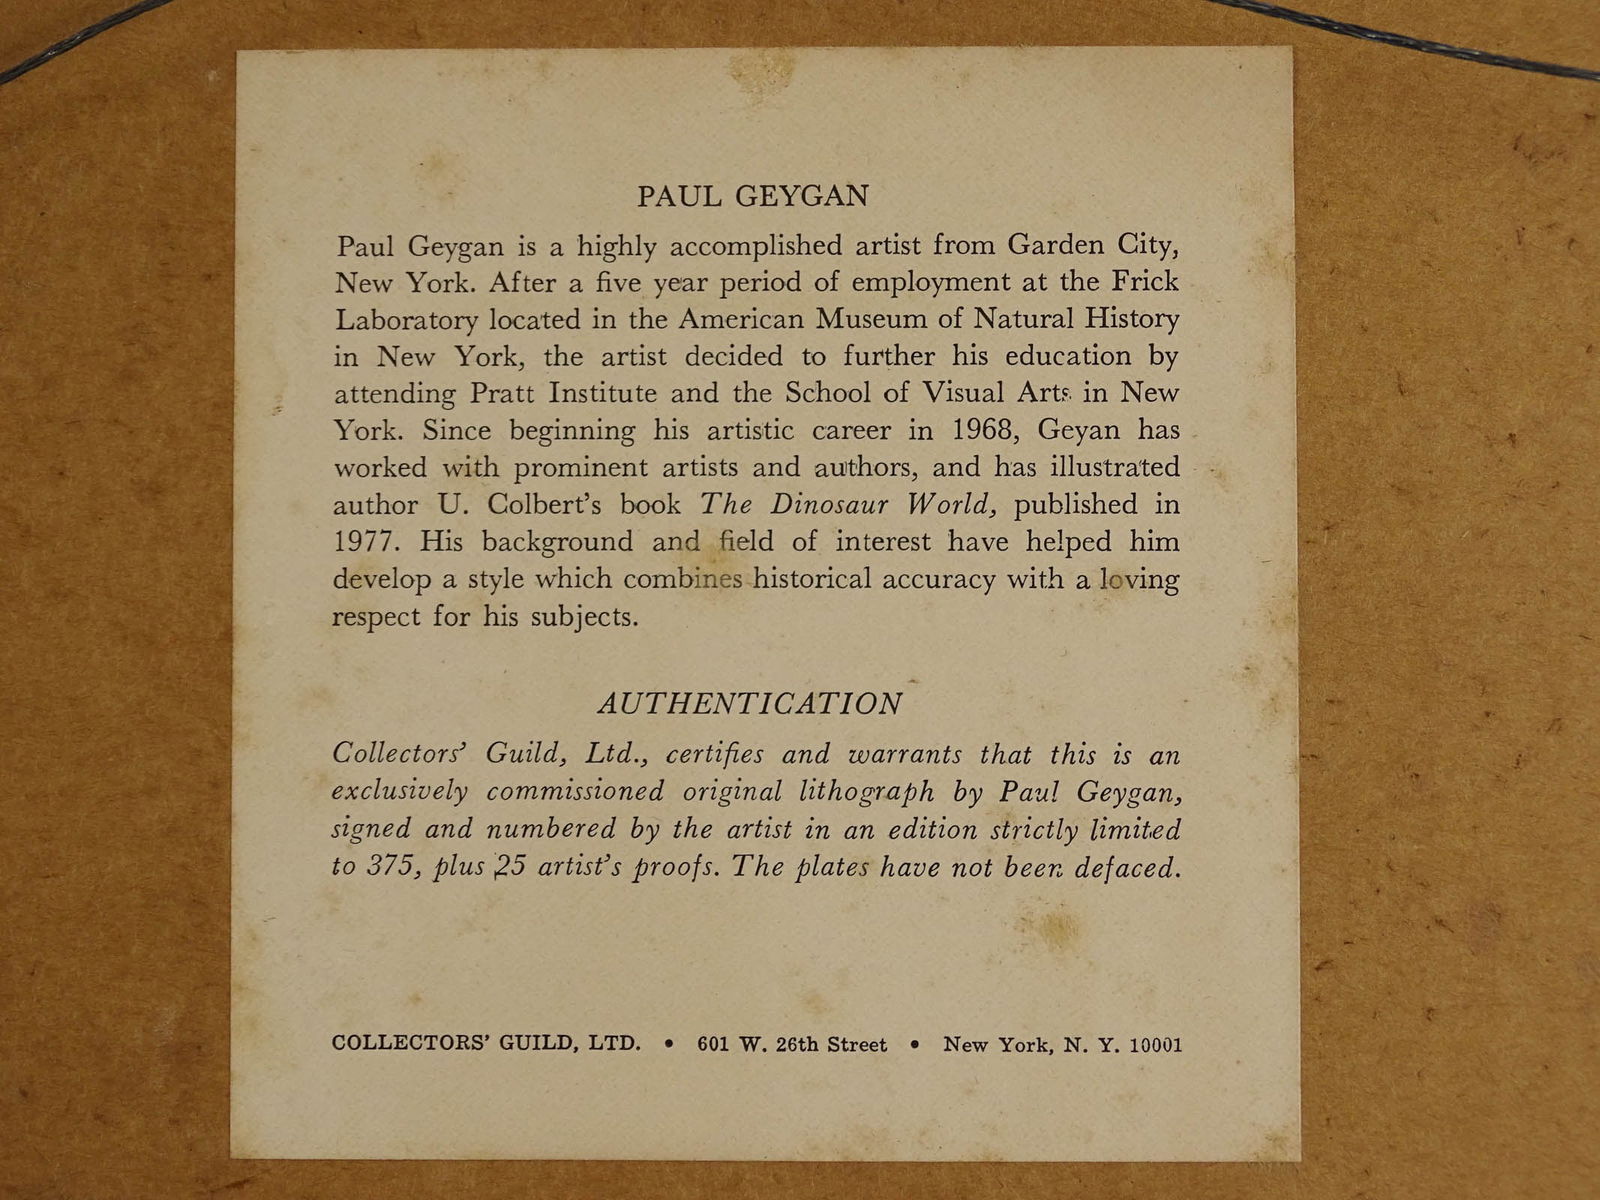 PAUL GEYGAN
Paul Geygan is a highly accomplished artist from Garden City,
New York. After a five year period of employment at the Frick
Laboratory located in the American Museum of Natural History
in New York, the artist decided to further his education by
attending Pratt Institute and the School of Visual Arts in New
York. Since beginning his artistic career in 1968, Geyan has
worked with prominent artists and authors, and has illustrated
author U. Colbert's book The Dinosaur World, published in
1977. His background and field of interest have helped him
develop a style which combines historical accuracy with a loving
respect for his subjects.
AUTHENTICATION
Collectors' Guild, Ltd., certifies and warrants that this is an
exclusively commissioned original lithograph by Paul Geygan,
signed and numbered by the artist in an edition strictly limited
to 375, plus 25 artist's proofs. The plates have not been defaced.
COLLECTORS' GUILD, LTD. • 601 W. 26th Street • New York, N. Y. 10001